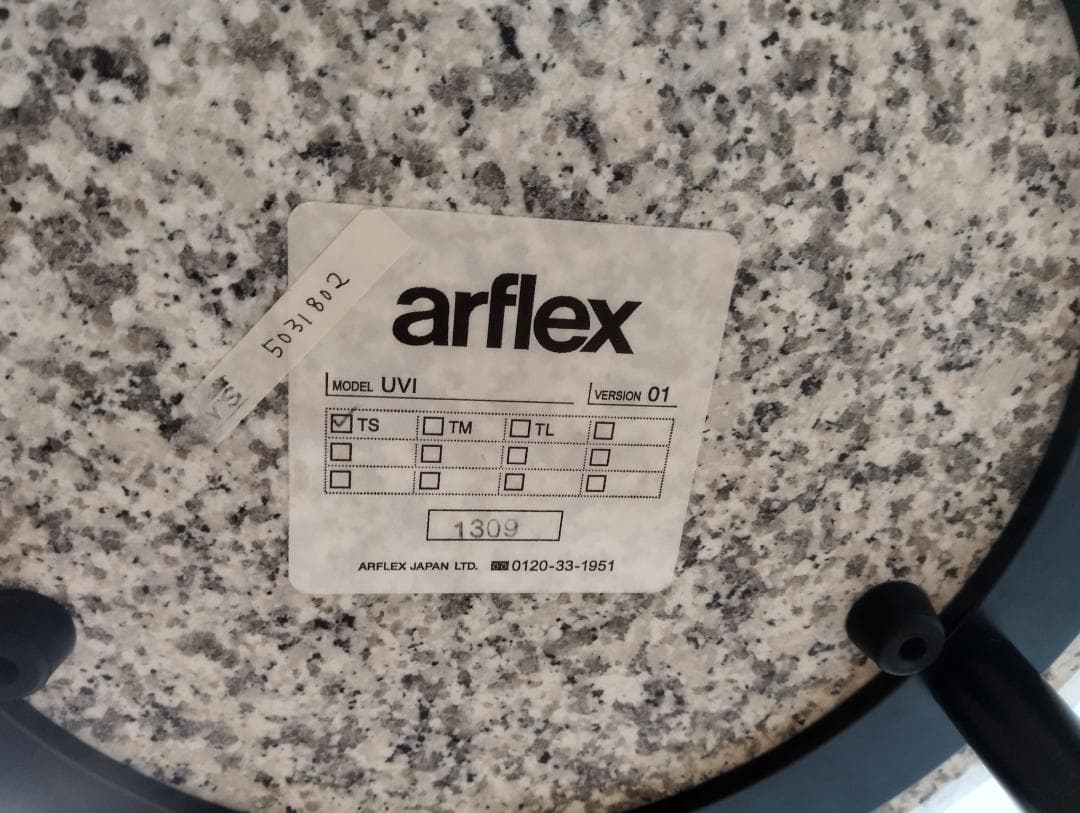 5031802
arflex
MODEL UVI VERSION 01
TS TM TL
1309
ARFLEX JAPAN LTD. 0120-33-1951